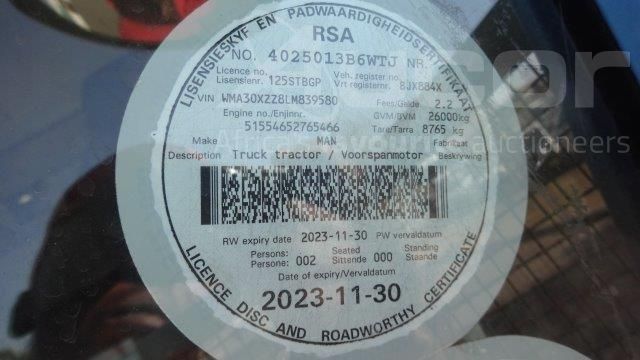 LISENSIESKYF EN PADWAARDIGHEIDSERTIFIKAAT
RSA
NO. 4025013B6WTJ NR.
Licence no. 125STBGP Veh. register no. BJX884X
Lisensienr. Vrt registernr.
VIN WMA30XZZ8LM839580 Fees/Gelde 2.2
Engine no./Enjinnr. GVM/BVM 26000kg
51554652765466 Tare/Tarra 8765 kg
Make MAN Fabrikaat
Description Truck tractor / Voorspanmotor Beskrywing
RW expiry date 2023-11-30 PW vervaldatum
Persons: 002 Seated 000 Standing
Persone: Sittende Staande
Date of expiry/Vervaldatum
2023-11-30
LICENCE DISC AND ROADWORTHY CERTIFICATE